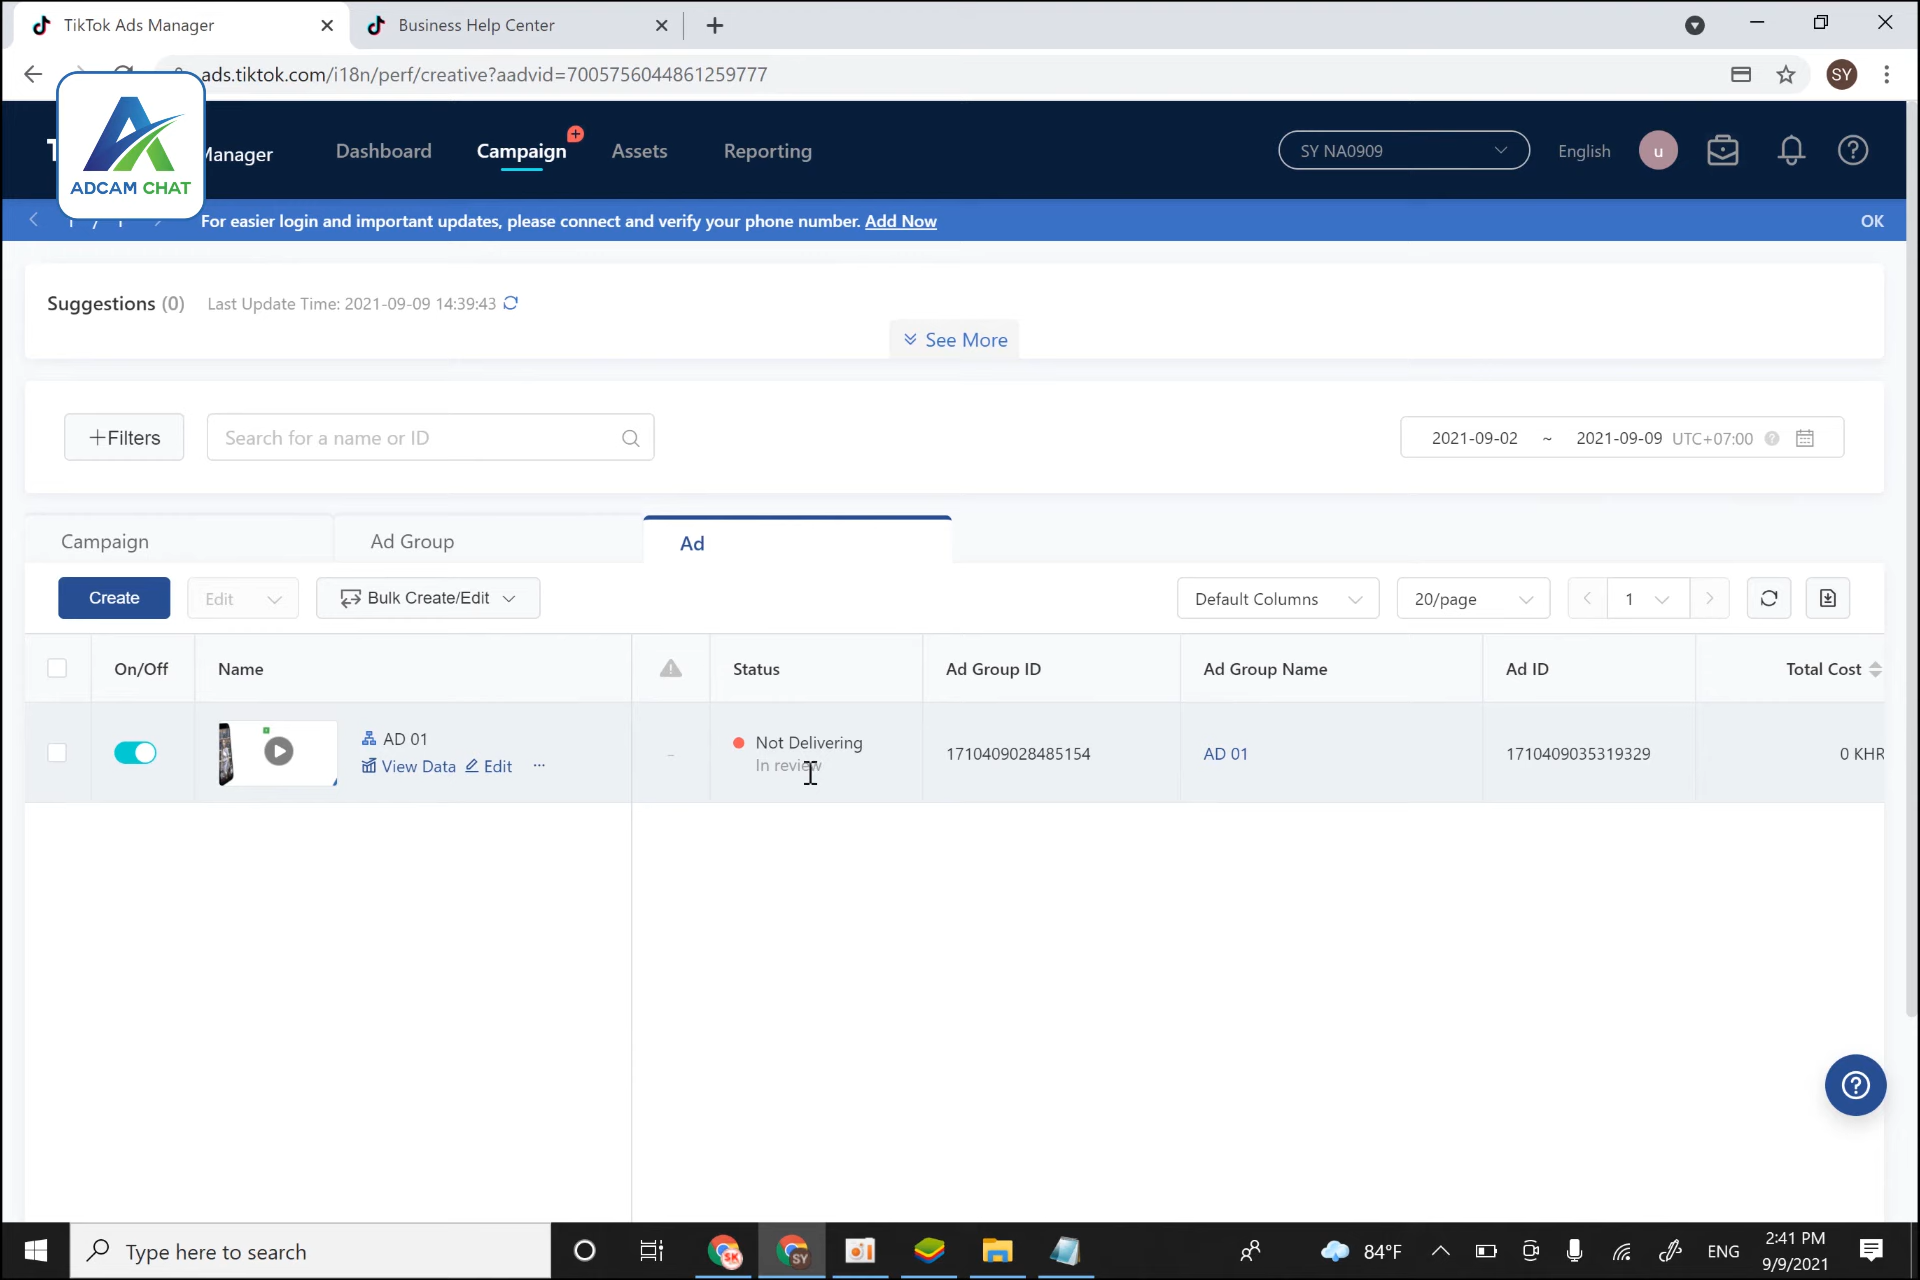 TikTok Ads Manager
Business Help Center
ads.tiktok.com/i18n/perf/creative?aadvid=7005756044861259777
SY
ADCAM CHAT
Manager
Dashboard
Campaign
Assets
Reporting
SY NA0909
English
u
For easier login and important updates, please connect and verify your phone number. Add Now
OK
Suggestions (0)
Last Update Time: 2021-09-09 14:39:43
See More
+Filters
Search for a name or ID
2021-09-02 ~ 2021-09-09 UTC+07:00
Campaign
Ad Group
Ad
Create
Edit
Bulk Create/Edit
Default Columns
20/page
1
On/Off
Name
Status
Ad Group ID
Ad Group Name
Ad ID
Total Cost
AD 01
View Data
Edit
...
-
Not Delivering
In review
1710409028485154
AD 01
1710409035319329
0 KHR
Type here to search
SK
SY
84°F
ENG
2:41 PM
9/9/2021